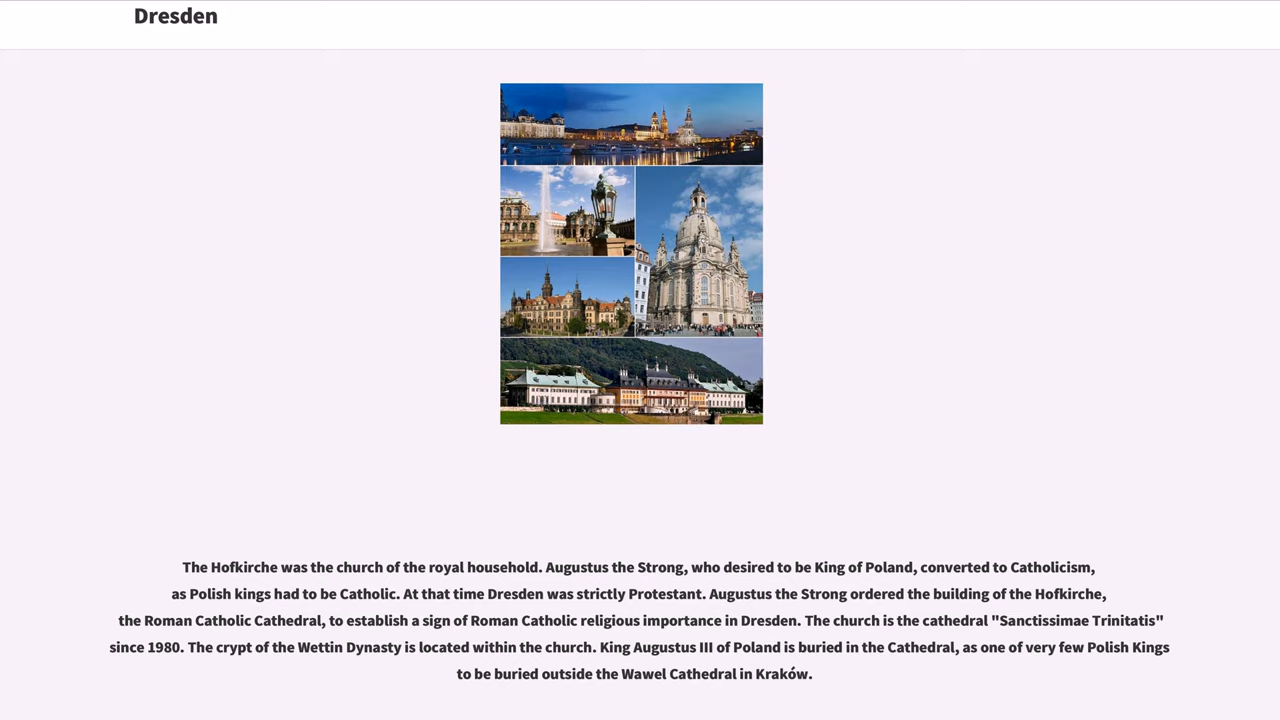 Dresden
The Hofkirche was the church of the royal household. Augustus the Strong, who desired to be King of Poland, converted to Catholicism,
as Polish kings had to be Catholic. At that time Dresden was strictly Protestant. Augustus the Strong ordered the building of the Hofkirche,
the Roman Catholic Cathedral, to establish a sign of Roman Catholic religious importance in Dresden. The church is the cathedral "Sanctissimae Trinitatis"
since 1980. The crypt of the Wettin Dynasty is located within the church. King Augustus III of Poland is buried in the Cathedral, as one of very few Polish Kings
to be buried outside the Wawel Cathedral in Kraków.